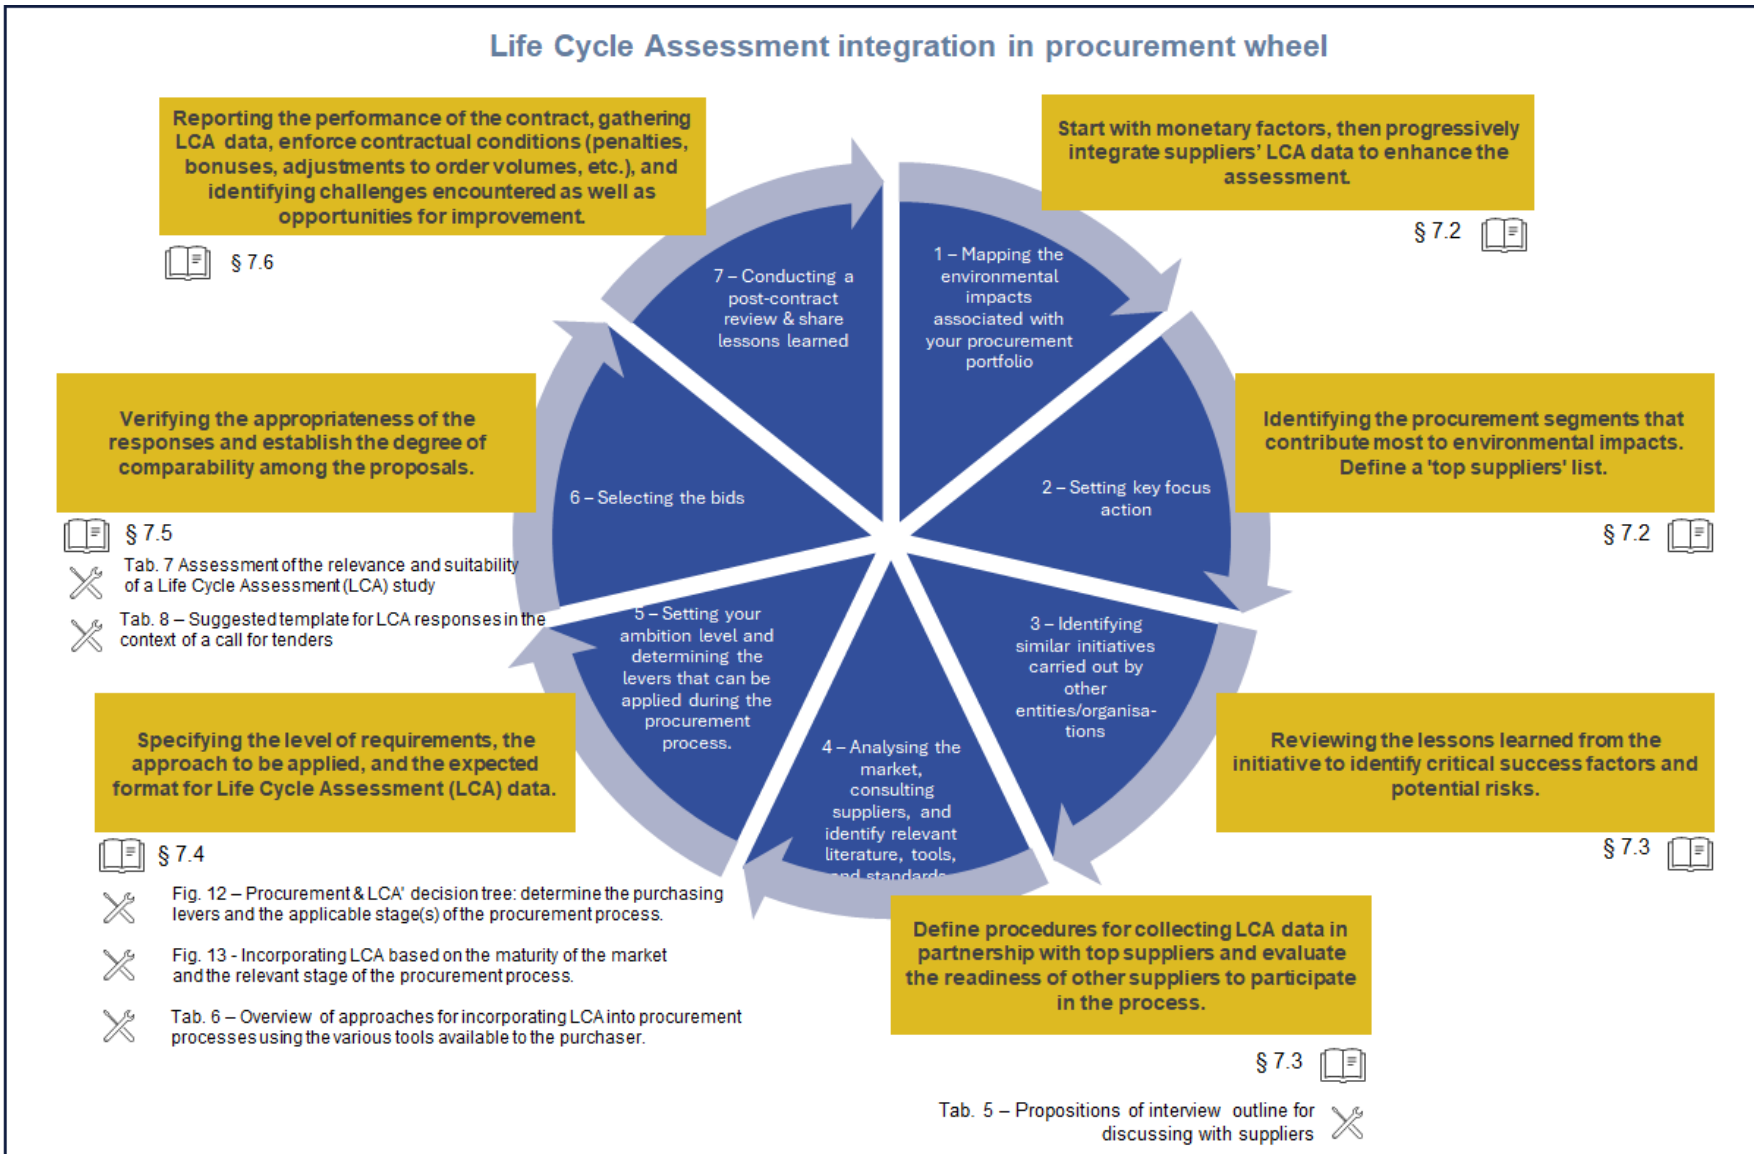 Life Cycle Assessment integration in procurement wheel
Reporting the performance of the contract, gathering
LCA data, enforce contractual conditions (penalties,
bonuses, adjustments to order volumes, etc.), and
identifying challenges encountered as well as
opportunities for improvement.
§ 7.6
Start with monetary factors, then progressively
integrate suppliers' LCA data to enhance the
assessment.
§ 7.2
1 – Mapping the
environmental
impacts
associated with
your procurement
portfolio
7 – Conducting a
post-contract
review & share
lessons learned
Verifying the appropriateness of the
responses and establish the degree of
comparability among the proposals.
§ 7.5
Tab. 7 Assessment of the relevance and suitability
of a Life Cycle Assessment (LCA) study
Tab. 8 – Suggested template for LCA responses in the
context of a call for tenders
6 – Selecting the bids
2 – Setting key focus
action
Identifying the procurement segments that
contribute most to environmental impacts.
Define a 'top suppliers' list.
§ 7.2
5 – Setting your
ambition level and
determining the
levers that can be
applied during the
procurement
process.
3 – Identifying
similar initiatives
carried out by
other
entities/organisa-
tions
4 – Analysing the
market,
consulting
suppliers, and
identify relevant
literature, tools,
and standards
Reviewing the lessons learned from the
initiative to identify critical success factors and
potential risks.
§ 7.3
Specifying the level of requirements, the
approach to be applied, and the expected
format for Life Cycle Assessment (LCA) data.
§ 7.4
Fig. 12 – Procurement & LCA' decision tree: determine the purchasing
levers and the applicable stage(s) of the procurement process.
Fig. 13 - Incorporating LCA based on the maturity of the market
and the relevant stage of the procurement process.
Tab. 6 – Overview of approaches for incorporating LCA into procurement
processes using the various tools available to the purchaser.
Define procedures for collecting LCA data in
partnership with top suppliers and evaluate
the readiness of other suppliers to participate
in the process.
§ 7.3
Tab. 5 – Propositions of interview outline for
discussing with suppliers